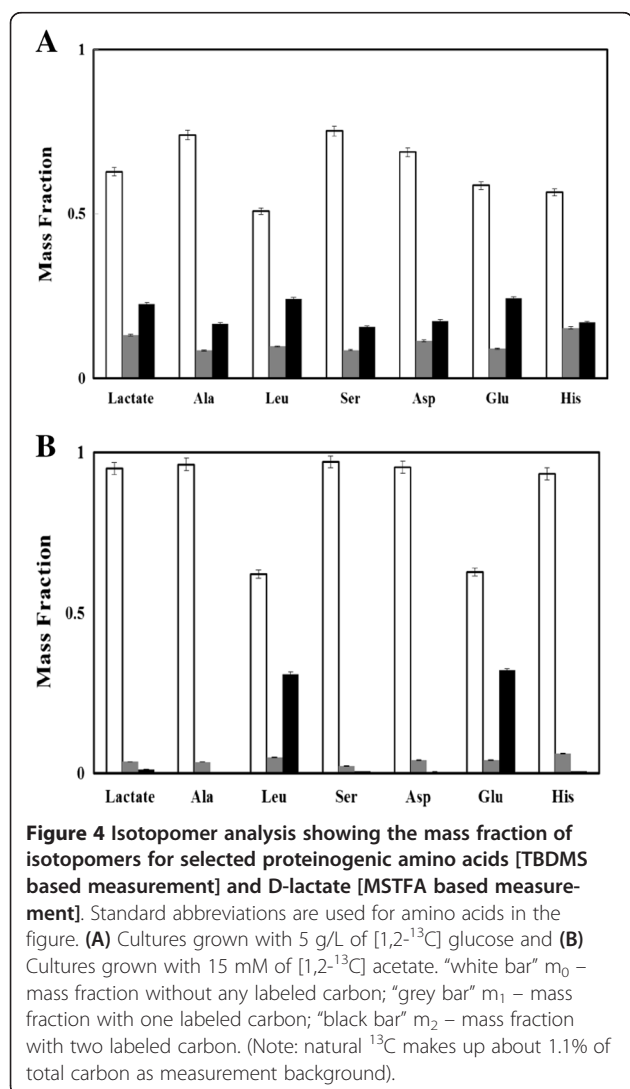 A
1
0.5
0
Mass Fraction
Lactate Ala Leu Ser Asp Glu His
B
1
0.5
0
Mass Fraction
Lactate Ala Leu Ser Asp Glu His
Figure 4 Isotopomer analysis showing the mass fraction of
isotopomers for selected proteinogenic amino acids [TBDMS
based measurement] and D-lactate [MSTFA based measure-
ment]. Standard abbreviations are used for amino acids in the
figure. (A) Cultures grown with 5 g/L of [1,2-¹³C] glucose and (B)
Cultures grown with 15 mM of [1,2-¹³C] acetate. “white bar” m₀ –
mass fraction without any labeled carbon; “grey bar” m₁ – mass
fraction with one labeled carbon; “black bar” m₂ – mass fraction
with two labeled carbon. (Note: natural ¹³C makes up about 1.1% of
total carbon as measurement background).